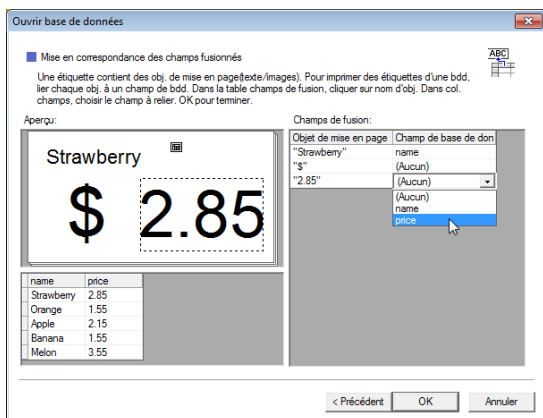 Ouvrir base de données
Mise en correspondance des champs fusionnés
ABC
Une étiquette contient des obj. de mise en page(texte/images). Pour imprimer des étiquettes d'une bdd,
lier chaque obj. à un champ de bdd. Dans la table champs de fusion, cliquer sur nom d'obj. Dans col.
champs, choisir le champ à relier. OK pour terminer.
Aperçu:
Strawberry
$ 2.85
name price
Strawberry 2.85
Orange 1.55
Apple 2.15
Banana 1.55
Melon 3.55
Champs de fusion:
Objet de mise en page Champ de base de don
"Strawberry" name
"$" (Aucun)
"2.85" (Aucun)
(Aucun)
name
price
< Précédent OK Annuler